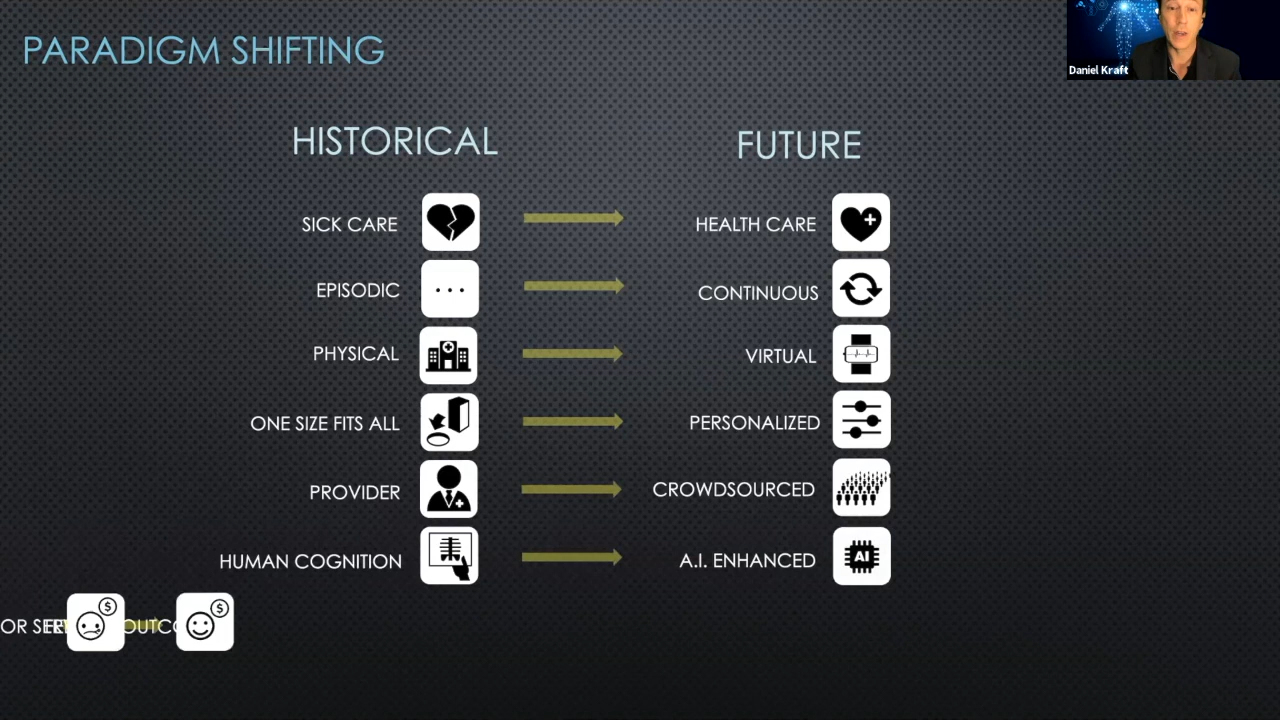 PARADIGM SHIFTING
Daniel Kraft
HISTORICAL FUTURE
SICK CARE HEALTH CARE
EPISODIC CONTINUOUS
PHYSICAL VIRTUAL
ONE SIZE FITS ALL PERSONALIZED
PROVIDER CROWDSOURCED
HUMAN COGNITION A.I. ENHANCED
AI
OR
$ $